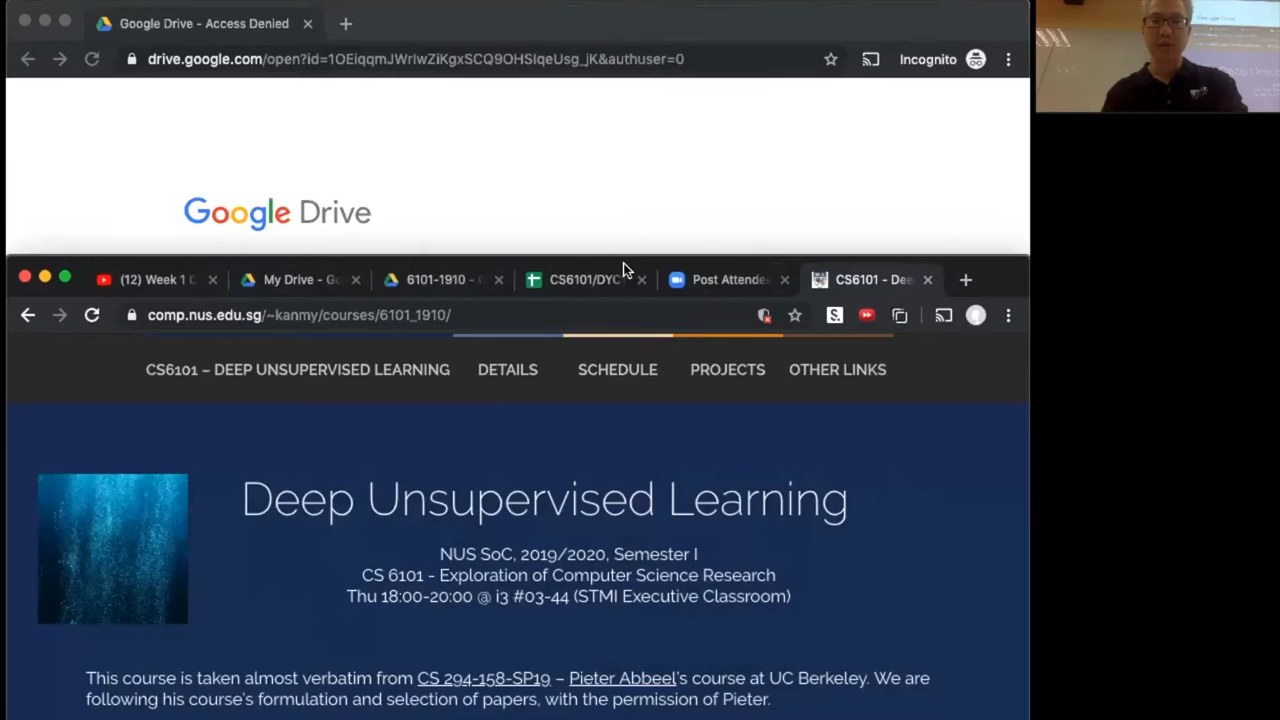 Google Drive - Access Denied
drive.google.com/open?id=1OEiqqmJWrIwZiKgxSCQ9OHSIqeUsg_jK&authuser=0
Incognito
Google Drive
(12) Week 1 C
My Drive - Go
6101-1910 - G
CS6101/DYC
Post Attende
CS6101 - Dee
comp.nus.edu.sg/~kanmy/courses/6101_1910/
S.
CS6101 – DEEP UNSUPERVISED LEARNING DETAILS SCHEDULE PROJECTS OTHER LINKS
Deep Unsupervised Learning
NUS SoC, 2019/2020, Semester I
CS 6101 - Exploration of Computer Science Research
Thu 18:00-20:00 @ i3 #03-44 (STMI Executive Classroom)
This course is taken almost verbatim from CS 294-158-SP19 – Pieter Abbeel's course at UC Berkeley. We are
following his course's formulation and selection of papers, with the permission of Pieter.